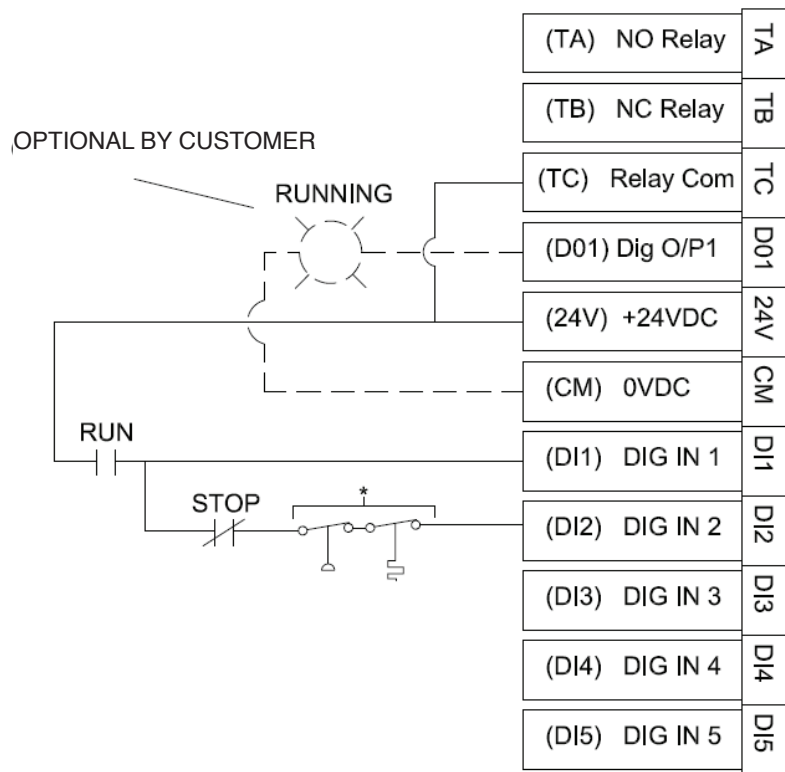 (TA) NO Relay TA
(TB) NC Relay TB
OPTIONAL BY CUSTOMER
(TC) Relay Com TC
RUNNING
(D01) Dig O/P1 D01
(24V) +24VDC 24V
(CM) 0VDC CM
RUN
(DI1) DIG IN 1 DI1
STOP
*
(DI2) DIG IN 2 DI2
(DI3) DIG IN 3 DI3
(DI4) DIG IN 4 DI4
(DI5) DIG IN 5 DI5